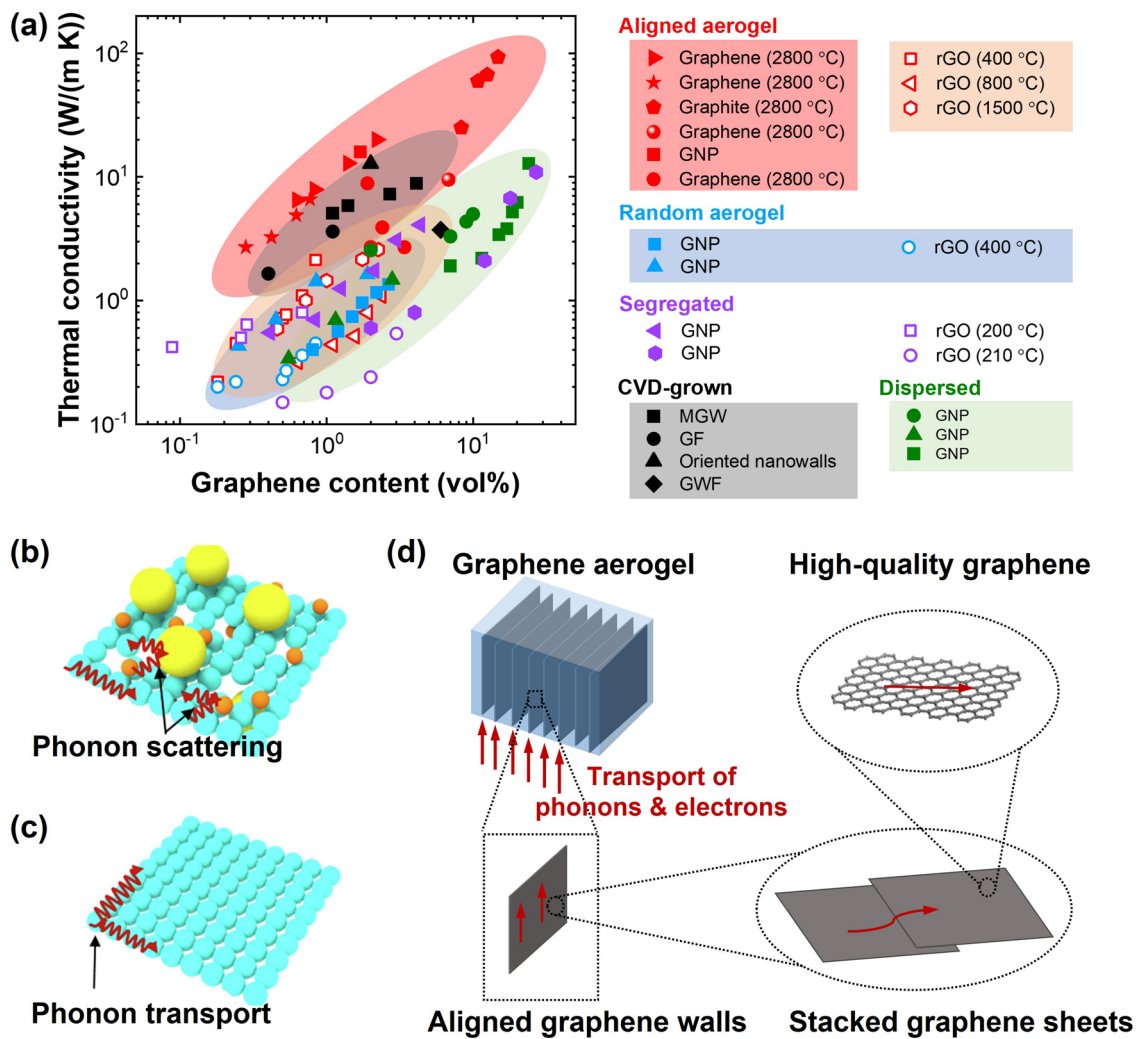 (a)
Thermal conductivity (W/(m K))
10²
10¹
10⁰
10⁻¹
10⁻¹
10⁰
10¹
Graphene content (vol%)
Aligned aerogel
Graphene (2800 °C)
Graphene (2800 °C)
Graphite (2800 °C)
Graphene (2800 °C)
GNP
Graphene (2800 °C)
rGO (400 °C)
rGO (800 °C)
rGO (1500 °C)
Random aerogel
GNP
GNP
rGO (400 °C)
Segregated
GNP
GNP
rGO (200 °C)
rGO (210 °C)
CVD-grown
MGW
GF
Oriented nanowalls
GWF
Dispersed
GNP
GNP
GNP
(b)
Phonon scattering
(c)
Phonon transport
(d)
Graphene aerogel
High-quality graphene
Transport of
phonons & electrons
Aligned graphene walls
Stacked graphene sheets